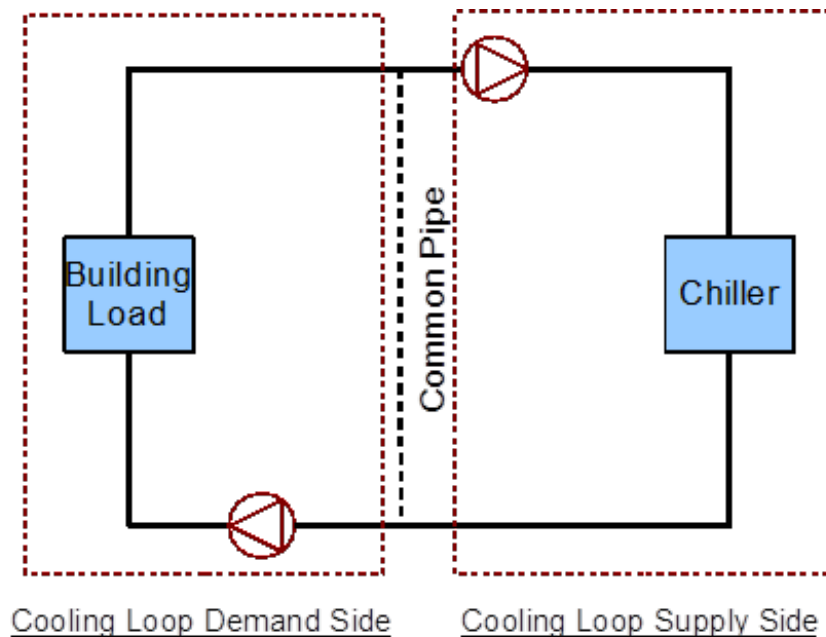 Building
Load
Common Pipe
Chiller
Cooling Loop Demand Side
Cooling Loop Supply Side